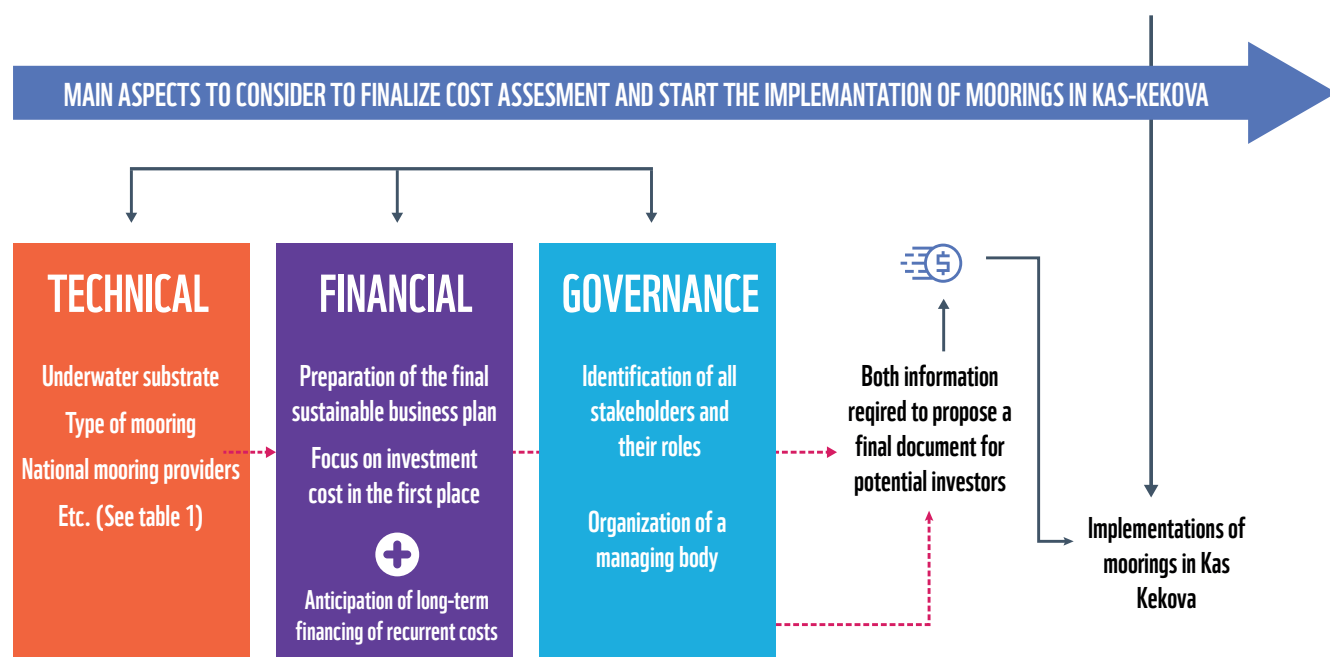 MAIN ASPECTS TO CONSIDER TO FINALIZE COST ASSESMENT AND START THE IMPLEMANTATION OF MOORINGS IN KAS-KEKOVA
TECHNICAL
Underwater substrate
Type of mooring
National mooring providers
Etc. (See table 1)
FINANCIAL
Preparation of the final
sustainable business plan
Focus on investment
cost in the first place
Anticipation of long-term
financing of recurrent costs
GOVERNANCE
Identification of all
stakeholders and
their roles
Organization of a
managing body
$
Both information
reqired to propose a
final document for
potential investors
Implementations of
moorings in Kas
Kekova